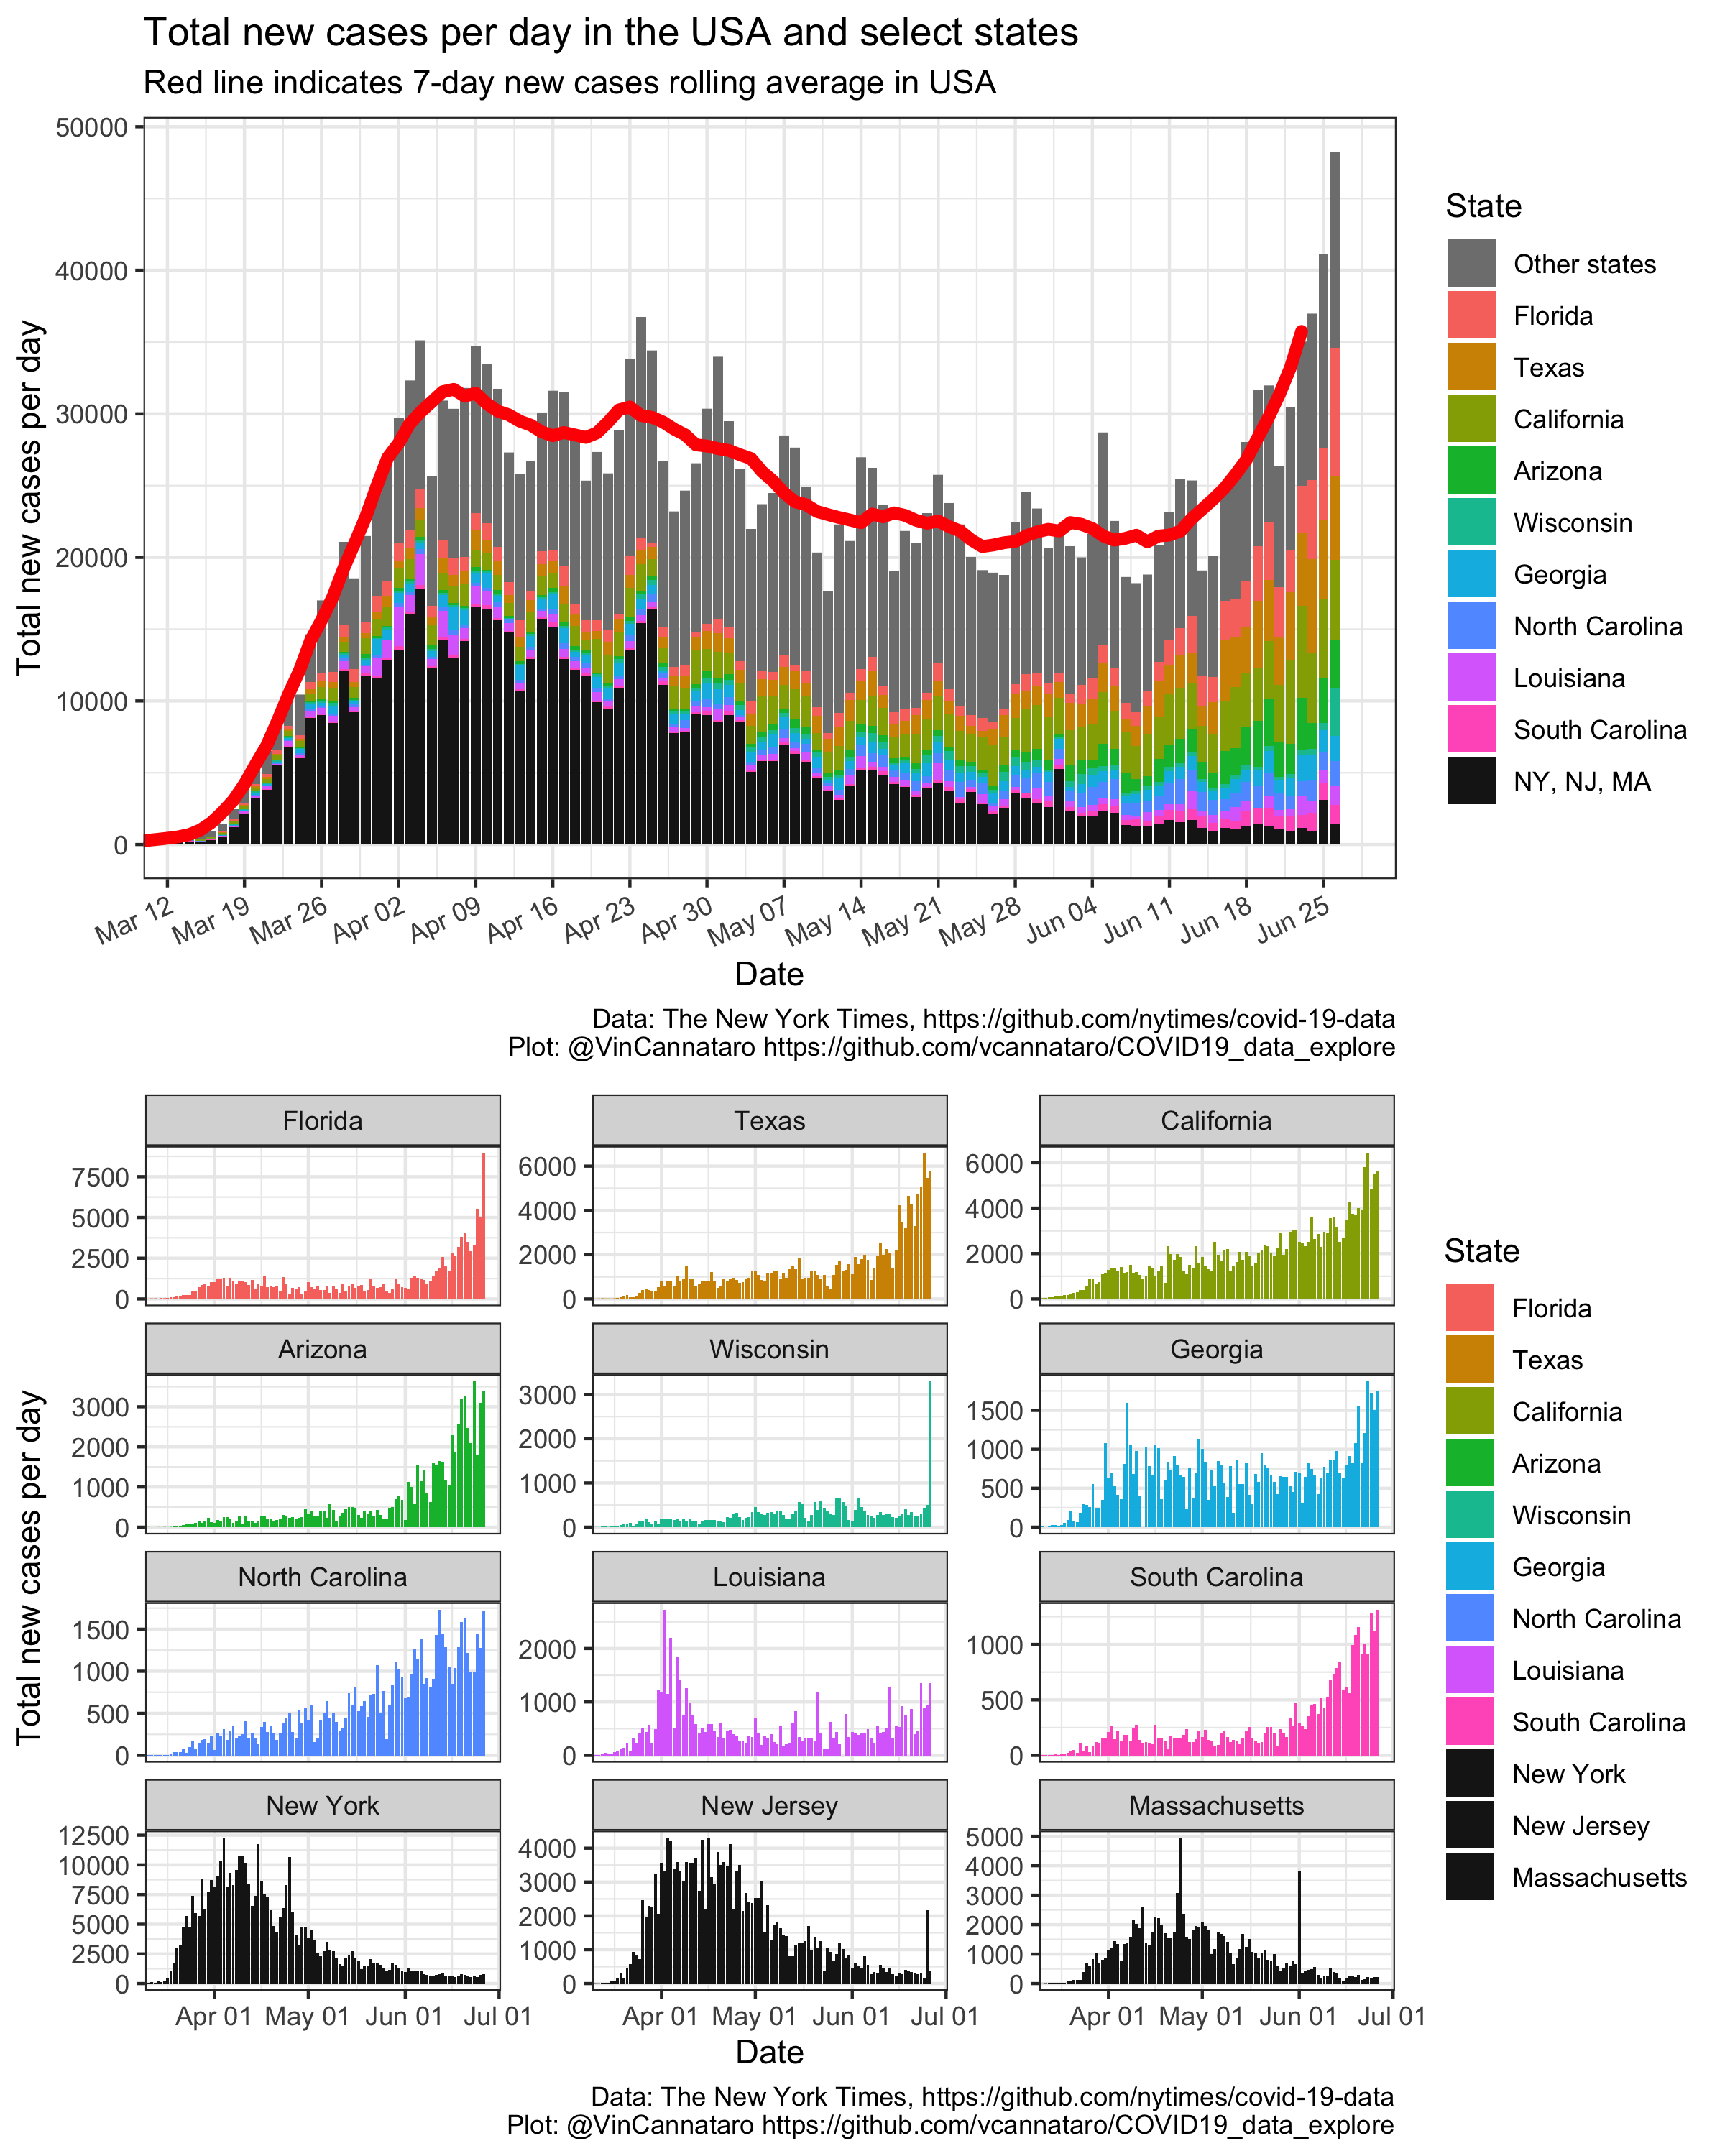 Total new cases per day in the USA and select states
Red line indicates 7-day new cases rolling average in USA
Total new cases per day
50000
40000
30000
20000
10000
0
Mar 12
Mar 19
Mar 26
Apr 02
Apr 09
Apr 16
Apr 23
Apr 30
May 07
May 14
May 21
May 28
Jun 04
Jun 11
Jun 18
Jun 25
Date
State
Other states
Florida
Texas
California
Arizona
Wisconsin
Georgia
North Carolina
Louisiana
South Carolina
NY, NJ, MA
Data: The New York Times, https://github.com/nytimes/covid-19-data
Plot: @VinCannataro https://github.com/vcannataro/COVID19_data_explore
Total new cases per day
Florida
7500
5000
2500
0
Texas
6000
4000
2000
0
California
6000
4000
2000
0
Arizona
3000
2000
1000
0
Wisconsin
3000
2000
1000
0
Georgia
1500
1000
500
0
North Carolina
1500
1000
500
0
Louisiana
2000
1000
0
South Carolina
1000
500
0
New York
12500
10000
7500
5000
2500
0
New Jersey
4000
3000
2000
1000
0
Massachusetts
5000
4000
3000
2000
1000
0
Apr 01
May 01
Jun 01
Jul 01
Apr 01
May 01
Jun 01
Jul 01
Apr 01
May 01
Jun 01
Jul 01
Date
State
Florida
Texas
California
Arizona
Wisconsin
Georgia
North Carolina
Louisiana
South Carolina
New York
New Jersey
Massachusetts
Data: The New York Times, https://github.com/nytimes/covid-19-data
Plot: @VinCannataro https://github.com/vcannataro/COVID19_data_explore